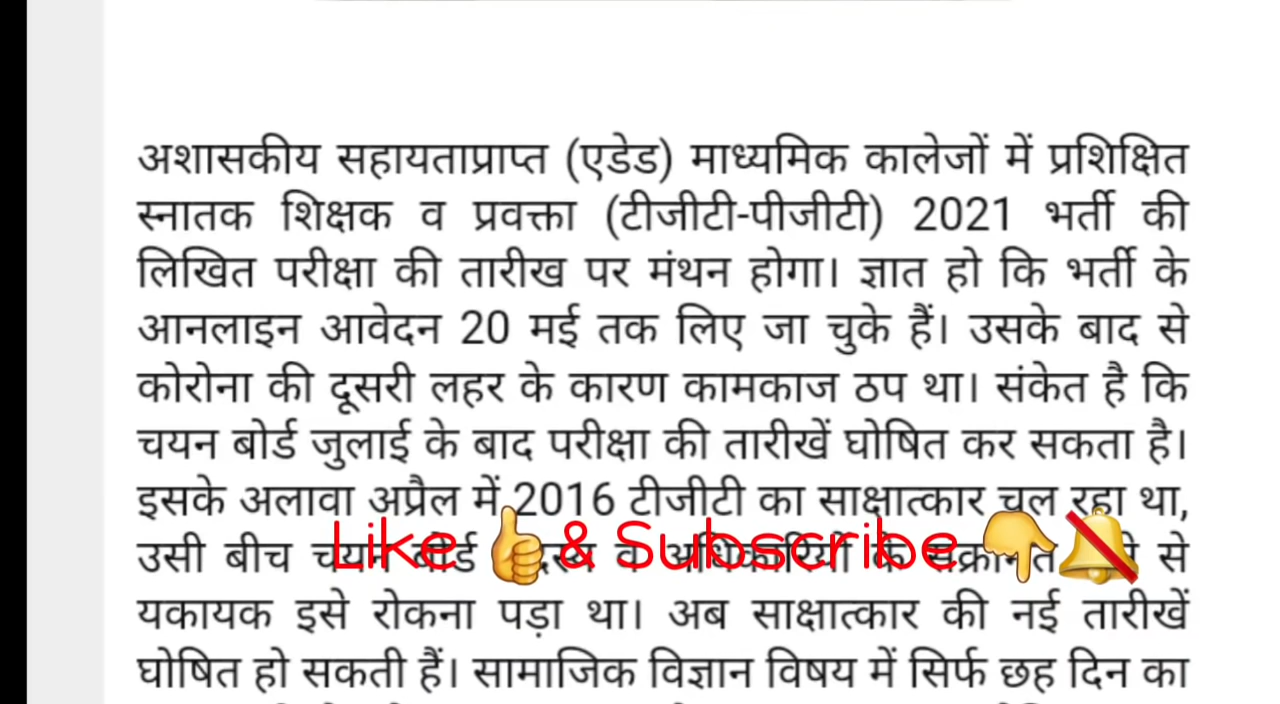 अशासकीय सहायताप्राप्त (एडेड) माध्यमिक कालेजों में प्रशिक्षित
स्नातक शिक्षक व प्रवक्ता (टीजीटी-पीजीटी) 2021 भर्ती की
लिखित परीक्षा की तारीख पर मंथन होगा। ज्ञात हो कि भर्ती के
आनलाइन आवेदन 20 मई तक लिए जा चुके हैं। उसके बाद से
कोरोना की दूसरी लहर के कारण कामकाज ठप था। संकेत है कि
चयन बोर्ड जुलाई के बाद परीक्षा की तारीखें घोषित कर सकता है।
इसके अलावा अप्रैल में 2016 टीजीटी का साक्षात्कार चल रहा था,
Like & Subscribe
उसी बीच व अधिकारियों के से
यकायक इसे रोकना पड़ा था। अब साक्षात्कार की नई तारीखें
घोषित हो सकती हैं। सामाजिक विज्ञान विषय में सिर्फ छह दिन का